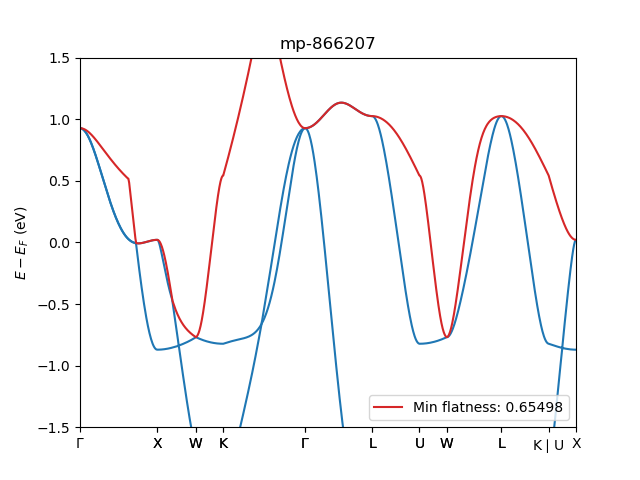 mp-866207
E − E_F (eV)
1.5
1.0
0.5
0.0
−0.5
−1.0
−1.5
Min flatness: 0.65498
Γ X W K Γ L U W L K | U X